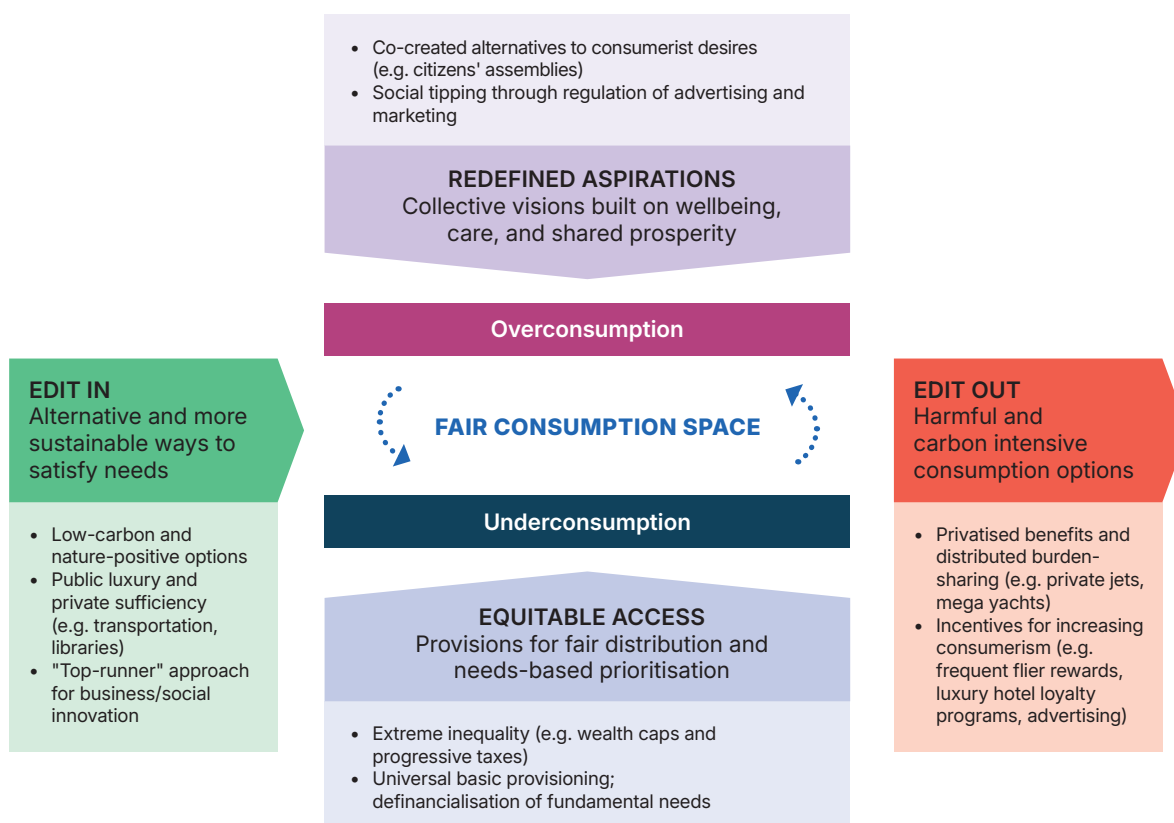 • Co-created alternatives to consumerist desires
(e.g. citizens' assemblies)
• Social tipping through regulation of advertising and
marketing
REDEFINED ASPIRATIONS
Collective visions built on wellbeing,
care, and shared prosperity
Overconsumption
EDIT IN
Alternative and more
sustainable ways to
satisfy needs
• Low-carbon and
nature-positive options
• Public luxury and
private sufficiency
(e.g. transportation,
libraries)
• "Top-runner" approach
for business/social
innovation
FAIR CONSUMPTION SPACE
Underconsumption
EQUITABLE ACCESS
Provisions for fair distribution and
needs-based prioritisation
• Extreme inequality (e.g. wealth caps and
progressive taxes)
• Universal basic provisioning;
definancialisation of fundamental needs
EDIT OUT
Harmful and
carbon intensive
consumption options
• Privatised benefits and
distributed burden-
sharing (e.g. private jets,
mega yachts)
• Incentives for increasing
consumerism (e.g.
frequent flier rewards,
luxury hotel loyalty
programs, advertising)